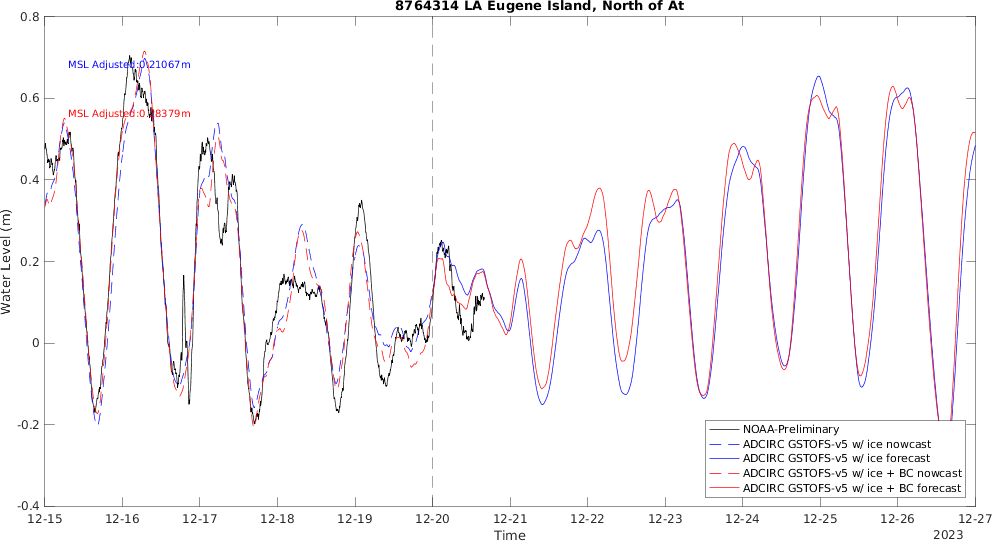 8764314 LA Eugene Island, North of At
0.8
0.6
0.4
0.2
0
-0.2
-0.4
Water Level (m)
MSL Adjusted:0.21067m
MSL Adjusted:0.18379m
NOAA-Preliminary
ADCIRC GSTOFS-v5 w/ ice nowcast
ADCIRC GSTOFS-v5 w/ ice forecast
ADCIRC GSTOFS-v5 w/ ice + BC nowcast
ADCIRC GSTOFS-v5 w/ ice + BC forecast
12-15 12-16 12-17 12-18 12-19 12-20 12-21 12-22 12-23 12-24 12-25 12-26 12-27
Time
2023